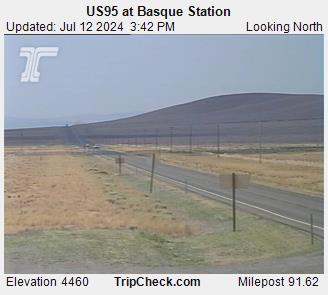 US95 at Basque Station
Updated: Jul 12 2024 3:42 PM Looking North
Elevation 4460 TripCheck.com Milepost 91.62